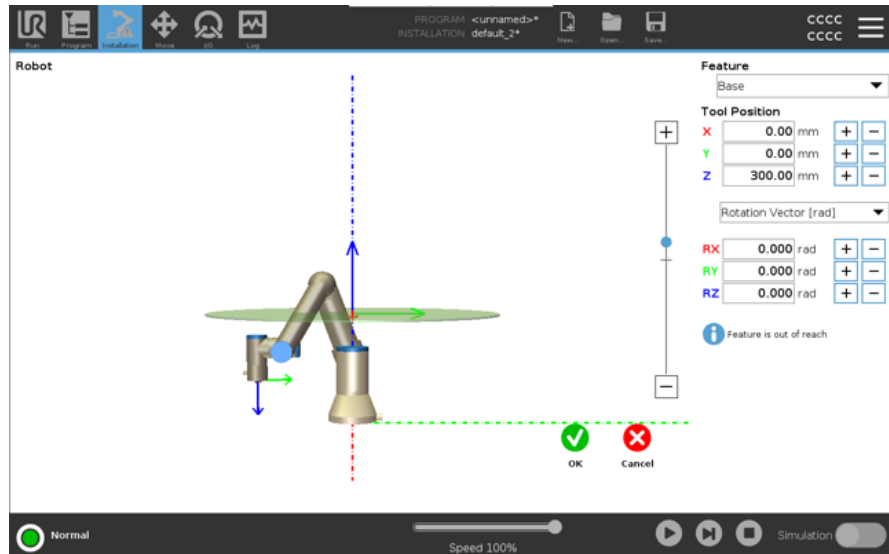 UR
Run
Program
Installation
Move
I/O
Log
PROGRAM <unnamed>*
INSTALLATION default_2*
New...
Open...
Save...
cccc
cccc
Robot
Feature
Base
Tool Position
X 0.00 mm + −
Y 0.00 mm + −
Z 300.00 mm + −
Rotation Vector [rad]
RX 0.000 rad + −
RY 0.000 rad + −
RZ 0.000 rad + −
i Feature is out of reach
+
−
OK
Cancel
Normal
Speed 100%
Simulation